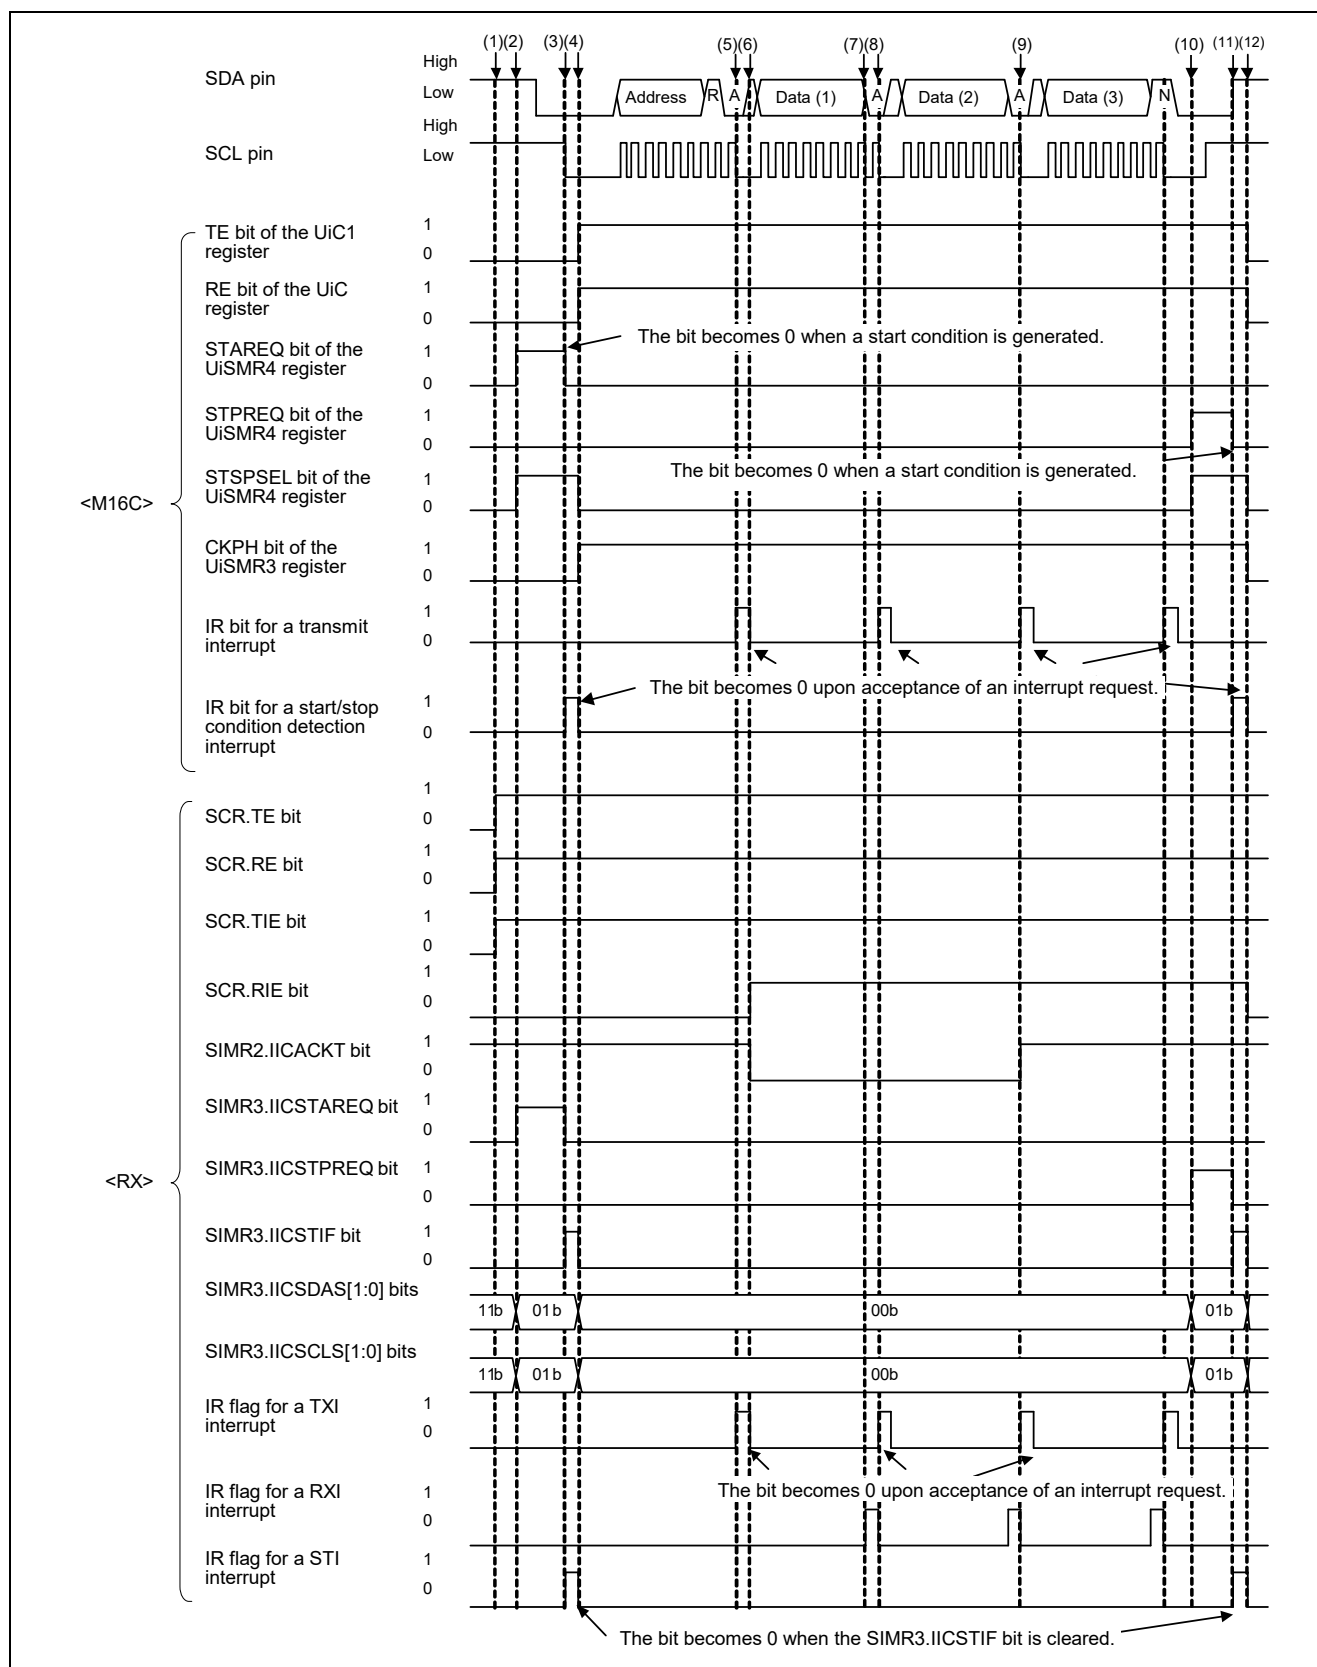 (1)(2) (3)(4) (5)(6) (7)(8) (9) (10) (11)(12)
SDA pin
High
Low
Address R A Data (1) A Data (2) A Data (3) N
SCL pin
High
Low
<M16C>
TE bit of the UiC1
register
1
0
RE bit of the UiC
register
1
0
The bit becomes 0 when a start condition is generated.
STAREQ bit of the
UiSMR4 register
1
0
STPREQ bit of the
UiSMR4 register
1
0
The bit becomes 0 when a start condition is generated.
STSPSEL bit of the
UiSMR4 register
1
0
CKPH bit of the
UiSMR3 register
1
0
IR bit for a transmit
interrupt
1
0
The bit becomes 0 upon acceptance of an interrupt request.
IR bit for a start/stop
condition detection
interrupt
1
0
<RX>
SCR.TE bit
1
0
SCR.RE bit
1
0
SCR.TIE bit
1
0
SCR.RIE bit
1
0
SIMR2.IICACKT bit
1
0
SIMR3.IICSTAREQ bit
1
0
SIMR3.IICSTPREQ bit
1
0
SIMR3.IICSTIF bit
1
0
SIMR3.IICSDAS[1:0] bits
11b 01b 00b 01b
SIMR3.IICSCLS[1:0] bits
11b 01b 00b 01b
IR flag for a TXI
interrupt
1
0
The bit becomes 0 upon acceptance of an interrupt request.
IR flag for a RXI
interrupt
1
0
IR flag for a STI
interrupt
1
0
The bit becomes 0 when the SIMR3.IICSTIF bit is cleared.